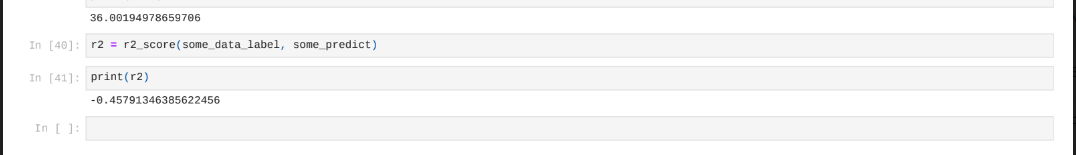 36.00194978659706
In [40]: r2 = r2_score(some_data_label, some_predict)
In [41]: print(r2)
-0.45791346385622456
In [ ]: